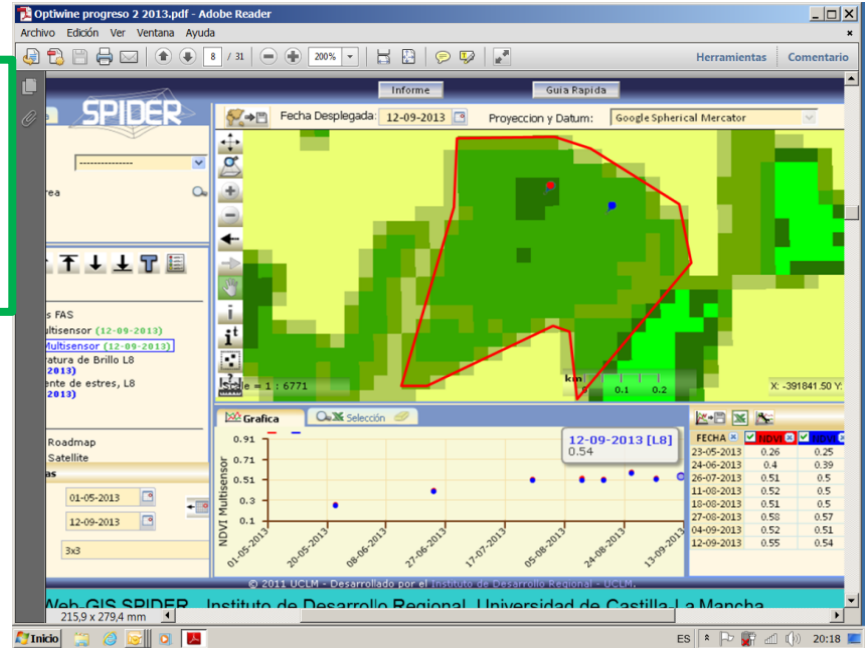 Optiwine progreso 2 2013.pdf - Adobe Reader
Archivo Edición Ver Ventana Ayuda
8 / 31 200% Herramientas Comentario
Informe Guia Rapida
SPIDER
Fecha Desplegada: 12-09-2013 Proyeccion y Datum: Google Spherical Mercator
---------------
rea
s FAS
ultisensor (12-09-2013)
Multisensor (12-09-2013)
atura de Brillo L8
2013)
ente de estres, L8
2013)
Roadmap
Satellite
as
01-05-2013
12-09-2013
3x3
Scale = 1 : 6771
km
0.1 0.2
X: -391841.50 Y:
Grafica Selección
NDVI Multisensor
0.91
0.71
0.51
0.3
0.1
01-05-2013 20-05-2013 08-06-2013 27-06-2013 17-07-2013 05-08-2013 24-08-2013 13-09-2013
12-09-2013 [L8]
0.54
FECHA NDVI NDVI
23-05-2013 0.26 0.25
24-06-2013 0.4 0.39
26-07-2013 0.51 0.5
11-08-2013 0.52 0.5
18-08-2013 0.51 0.5
27-08-2013 0.58 0.57
04-09-2013 0.52 0.51
12-09-2013 0.55 0.54
© 2011 UCLM - Desarrollado por el Instituto de Desarrollo Regional - UCLM.
Web-GIS SPIDER Instituto de Desarrollo Regional Universidad de Castilla-La Mancha
215,9 x 279,4 mm
Inicio ES 20:18